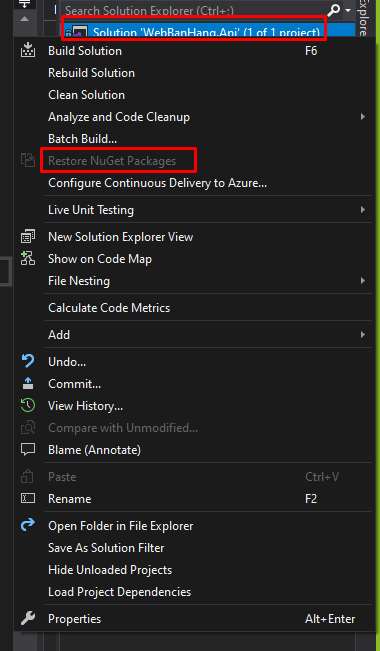 Search Solution Explorer (Ctrl+;)
Solution 'WebBanHang.Api' (1 of 1 project)
Explore
Build Solution F6
Rebuild Solution
Clean Solution
Analyze and Code Cleanup
Batch Build...
Restore NuGet Packages
Configure Continuous Delivery to Azure...
Live Unit Testing
New Solution Explorer View
Show on Code Map
File Nesting
Calculate Code Metrics
Add
Undo...
Commit...
View History...
Compare with Unmodified...
Blame (Annotate)
Paste Ctrl+V
Rename F2
Open Folder in File Explorer
Save As Solution Filter
Hide Unloaded Projects
Load Project Dependencies
Properties Alt+Enter